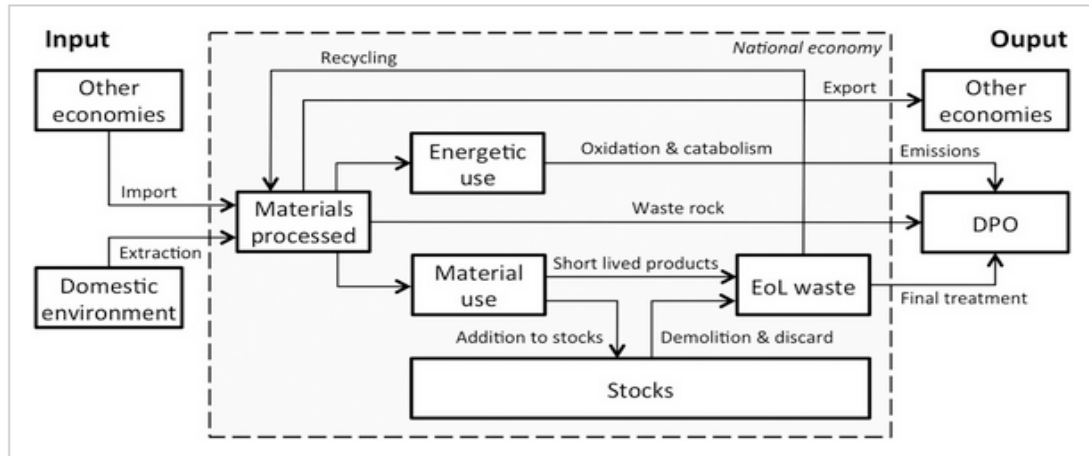 Input
National economy
Ouput
Recycling
Other
economies
Export
Other
economies
Energetic
use
Oxidation & catabolism
Emissions
Import
Materials
processed
Waste rock
DPO
Extraction
Domestic
environment
Material
use
Short lived products
EoL waste
Final treatment
Addition to stocks
Demolition & discard
Stocks